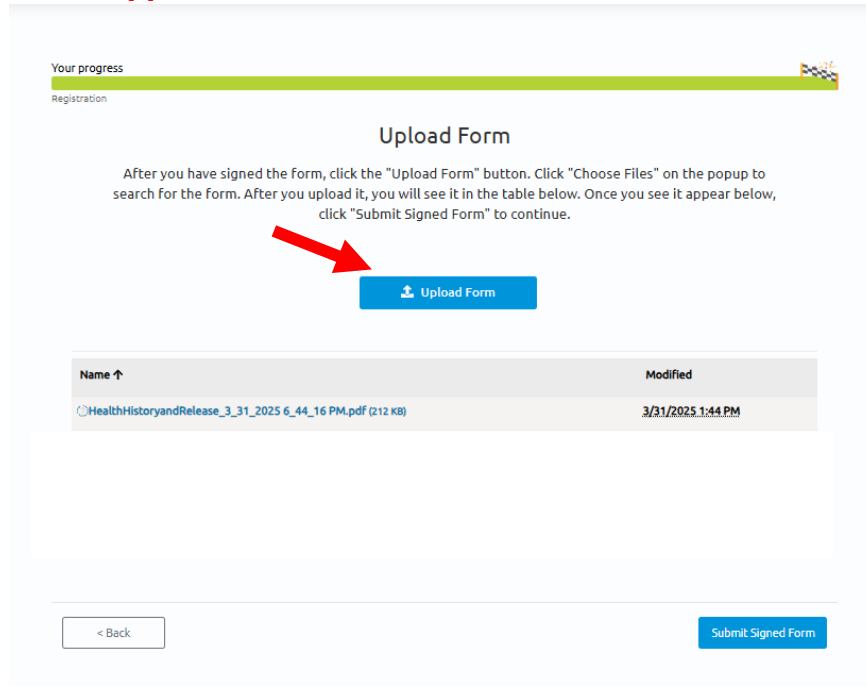 Your progress
Registration
Upload Form
After you have signed the form, click the "Upload Form" button. Click "Choose Files" on the popup to
search for the form. After you upload it, you will see it in the table below. Once you see it appear below,
click "Submit Signed Form" to continue.
Upload Form
Name ↑ Modified
HealthHistoryandRelease_3_31_2025 6_44_16 PM.pdf (212 KB) 3/31/2025 1:44 PM
< Back Submit Signed Form